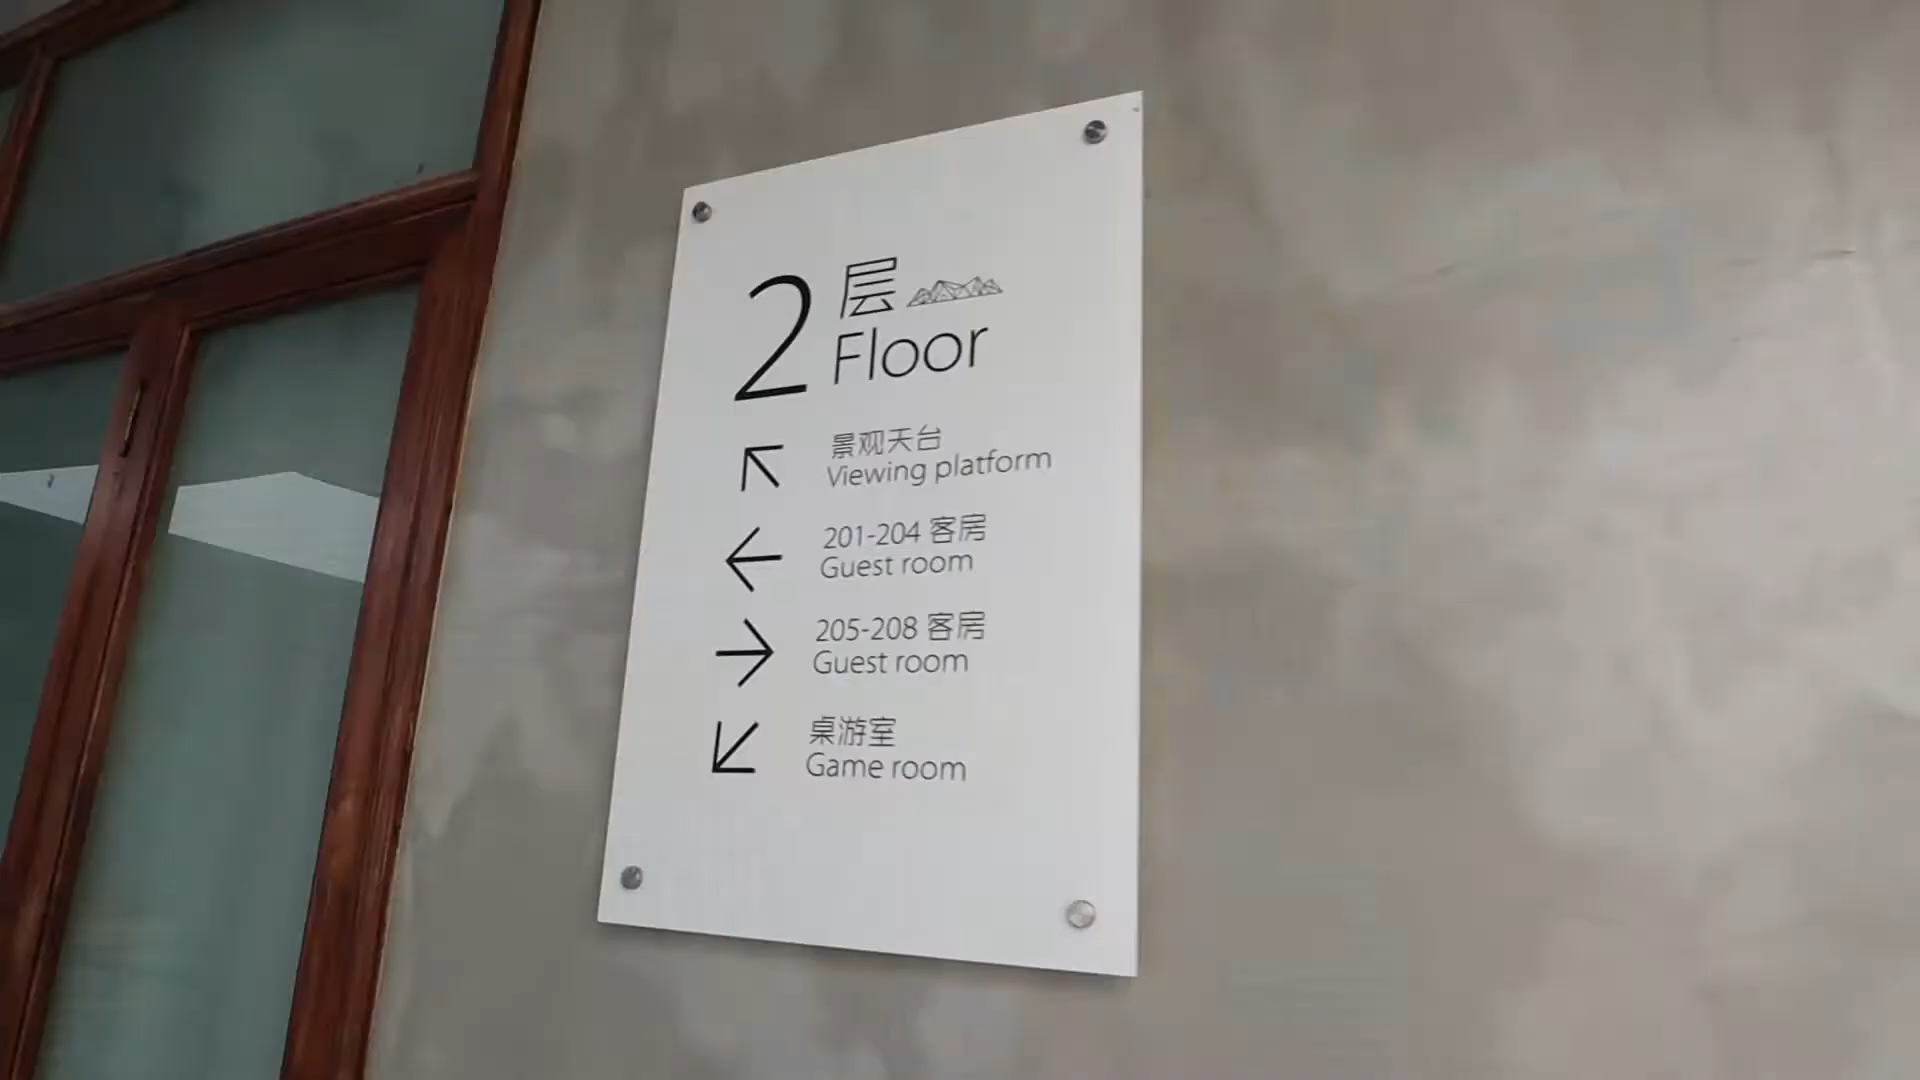 2 层
Floor
景观天台
Viewing platform
201-204 客房
Guest room
205-208 客房
Guest room
桌游室
Game room